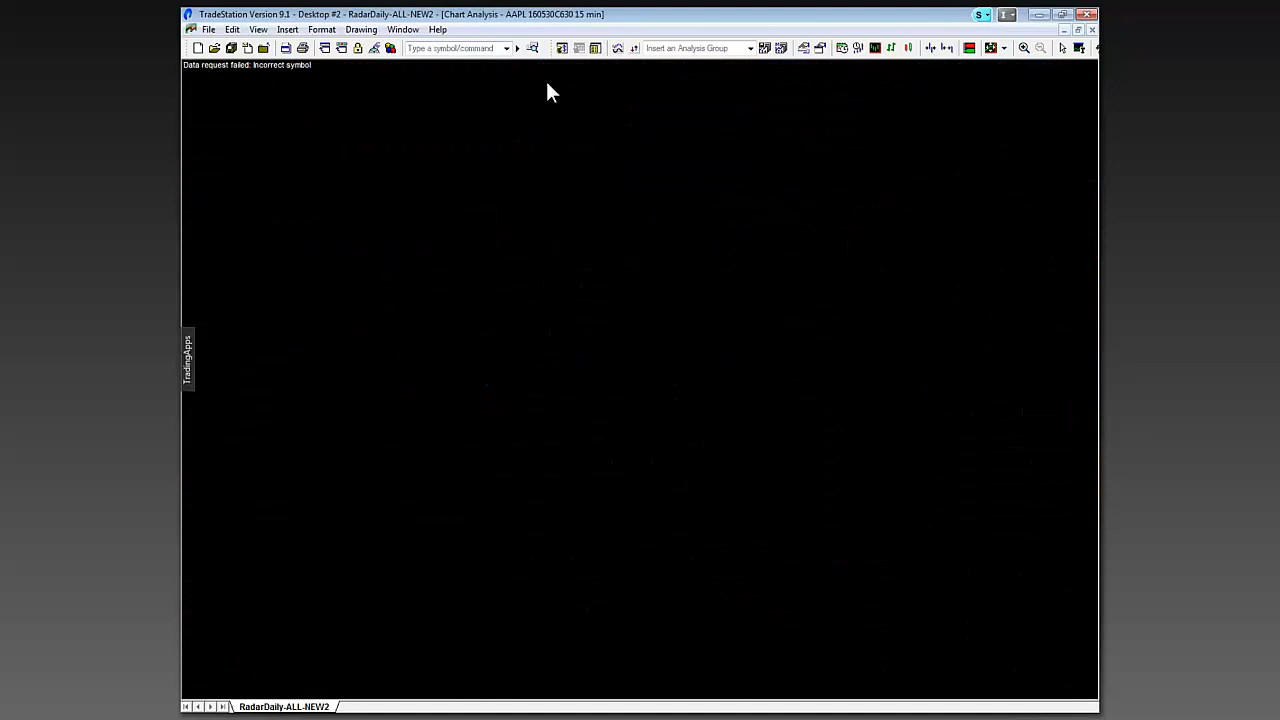 TradeStation Version 9.1 - Desktop #2 - RadarDaily-ALL-NEW2 - [Chart Analysis - AAPL 160530C630 15 min]
S
I
File Edit View Insert Format Drawing Window Help
Type a symbol/command
Insert an Analysis Group
Data request failed: Incorrect symbol
TradingApps
RadarDaily-ALL-NEW2